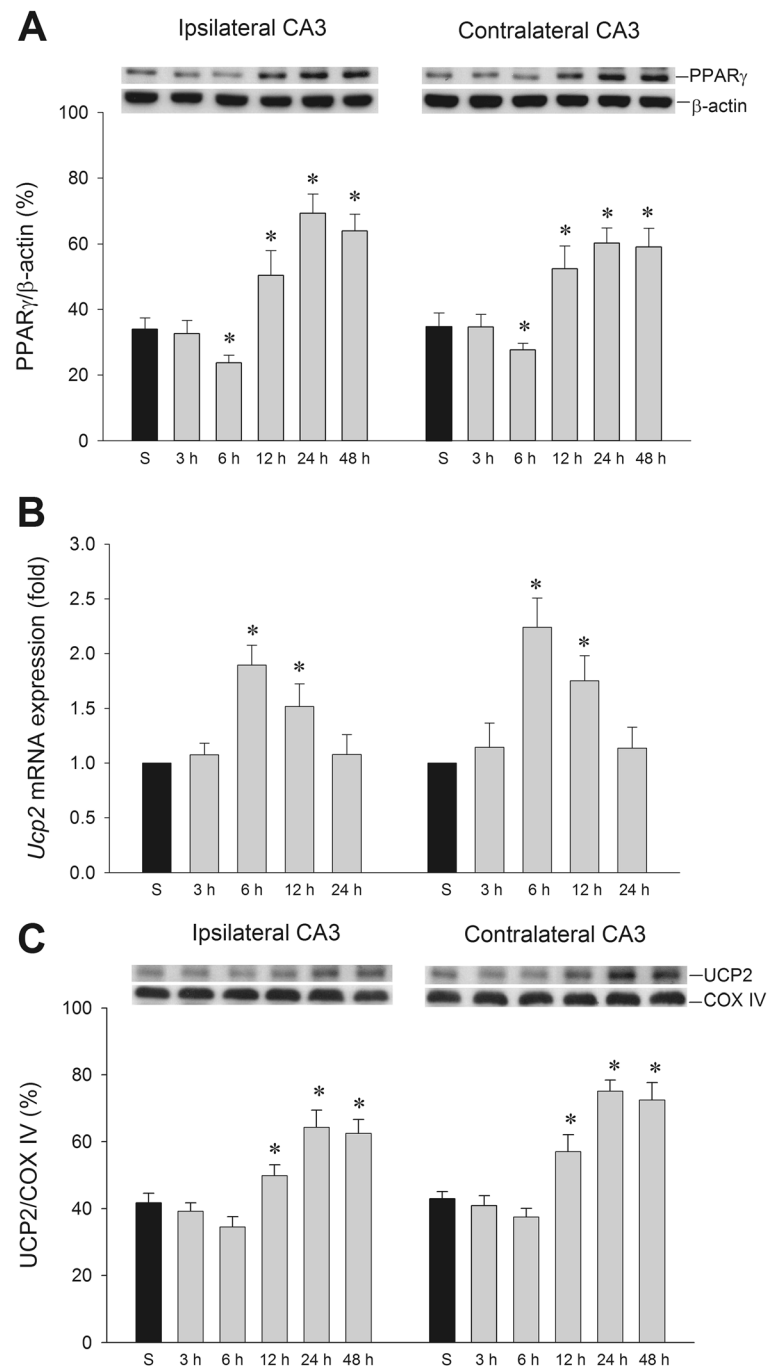 A
Ipsilateral CA3
Contralateral CA3
PPARγ
β-actin
PPARγ/β-actin (%)
100
80
60
40
20
0
* * * *
* * * *
S 3 h 6 h 12 h 24 h 48 h
S 3 h 6 h 12 h 24 h 48 h
B
Ucp2 mRNA expression (fold)
3.0
2.5
2.0
1.5
1.0
0.5
0.0
* *
* *
S 3 h 6 h 12 h 24 h
S 3 h 6 h 12 h 24 h
C
Ipsilateral CA3
Contralateral CA3
UCP2
COX IV
UCP2/COX IV (%)
100
80
60
40
20
0
* * *
* * *
S 3 h 6 h 12 h 24 h 48 h
S 3 h 6 h 12 h 24 h 48 h